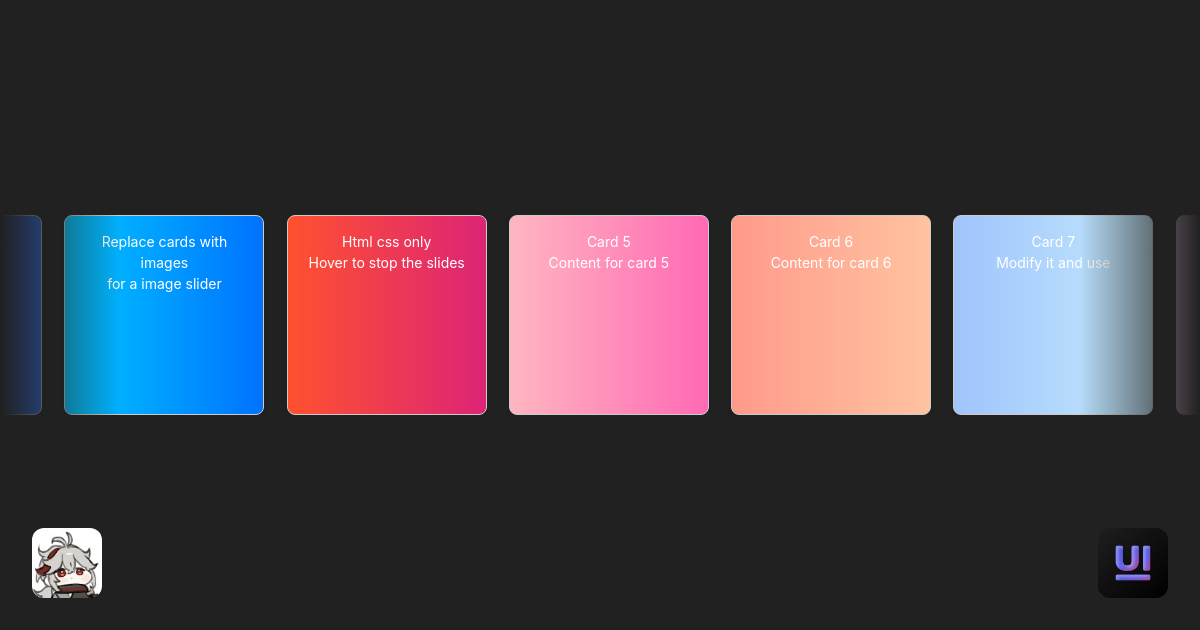 Replace cards with
images
for a image slider
Html css only
Hover to stop the slides
Card 5
Content for card 5
Card 6
Content for card 6
Card 7
Modify it and use
UI